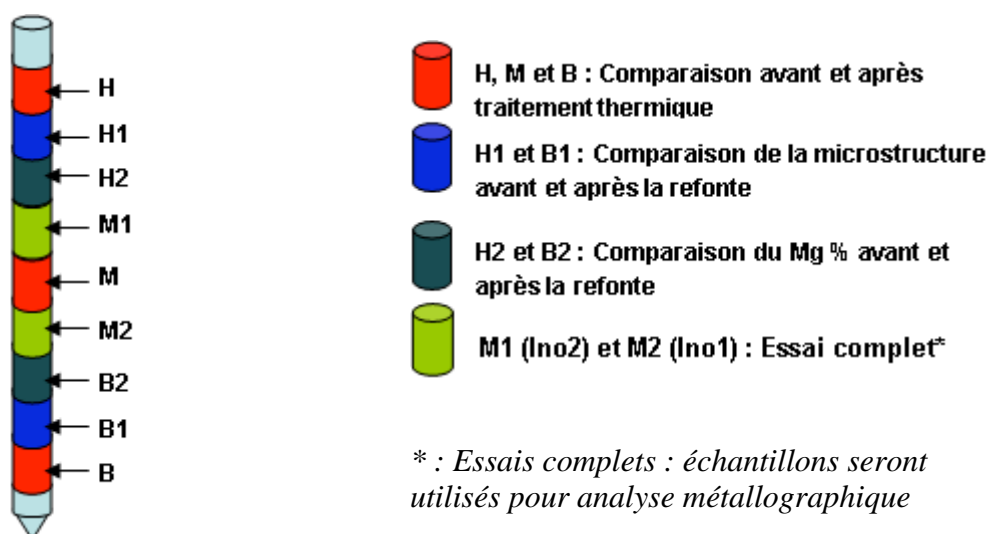 H
H1
H2
M1
M
M2
B2
B1
B
H, M et B : Comparaison avant et après
traitement thermique
H1 et B1 : Comparaison de la microstructure
avant et après la refonte
H2 et B2 : Comparaison du Mg % avant et
après la refonte
M1 (Ino2) et M2 (Ino1) : Essai complet*
* : Essais complets : échantillons seront
utilisés pour analyse métallographique